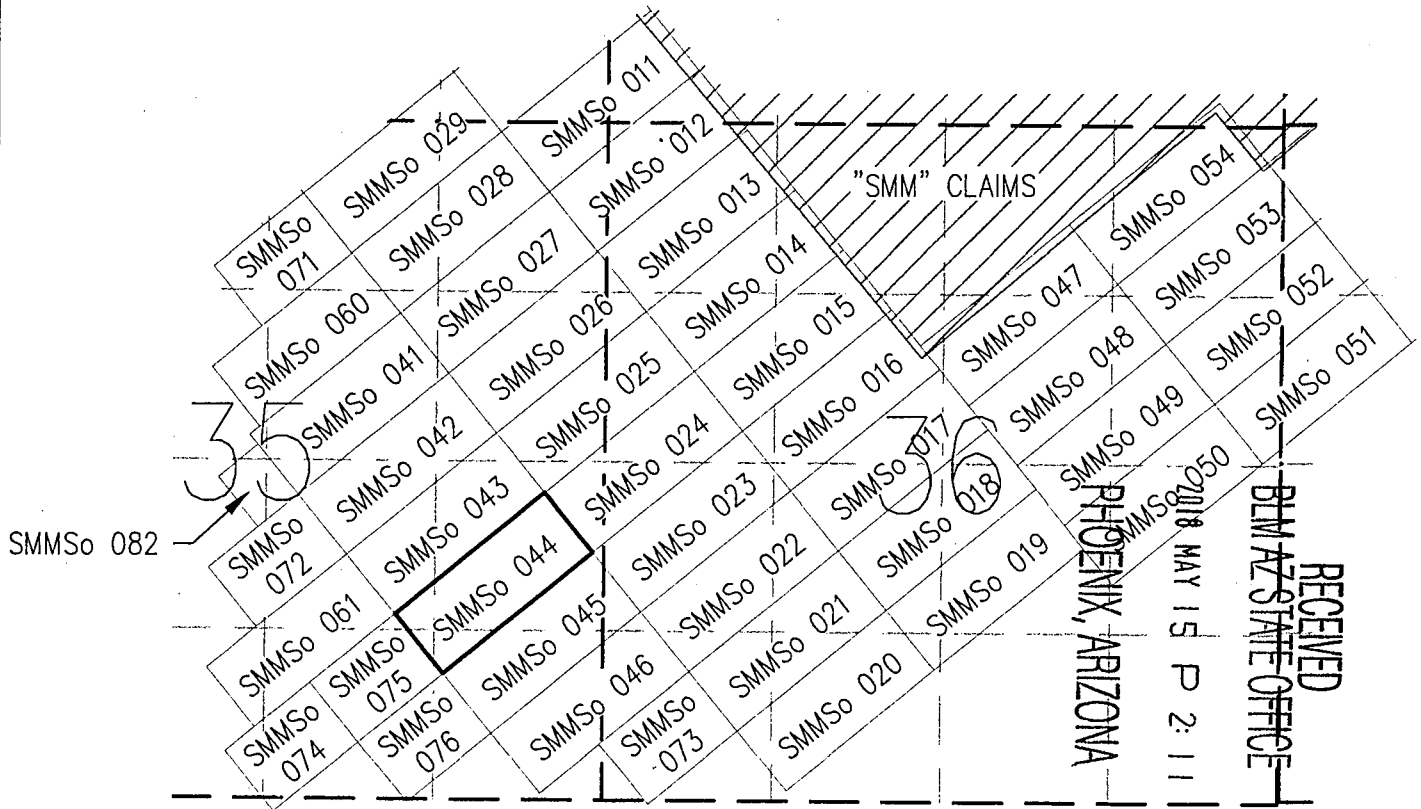 SMMSo 011
SMMSo 012
SMMSo 013
SMMSo 014
SMMSo 015
SMMSo 016
SMMSo 017
SMMSo 018
SMMSo 019
SMMSo 020
SMMSo 029
SMMSo 028
SMMSo 027
SMMSo 026
SMMSo 025
SMMSo 024
SMMSo 023
SMMSo 022
SMMSo 021
SMMSo
071
SMMSo 060
SMMSo 041
SMMSo 042
SMMSo 043
SMMSo 044
SMMSo 045
SMMSo 046
SMMSo
073
SMMSo
072
SMMSo 061
SMMSo
075
SMMSo
076
SMMSo
074
SMMSo 082
35
36
"SMM" CLAIMS
SMMSo 047
SMMSo 048
SMMSo 049
SMMSo 050
SMMSo 054
SMMSo 053
SMMSo 052
SMMSo 051
RECEIVED
BLM AZ STATE OFFICE
2018 MAY 15 P 2:11
PHOENIX, ARIZONA